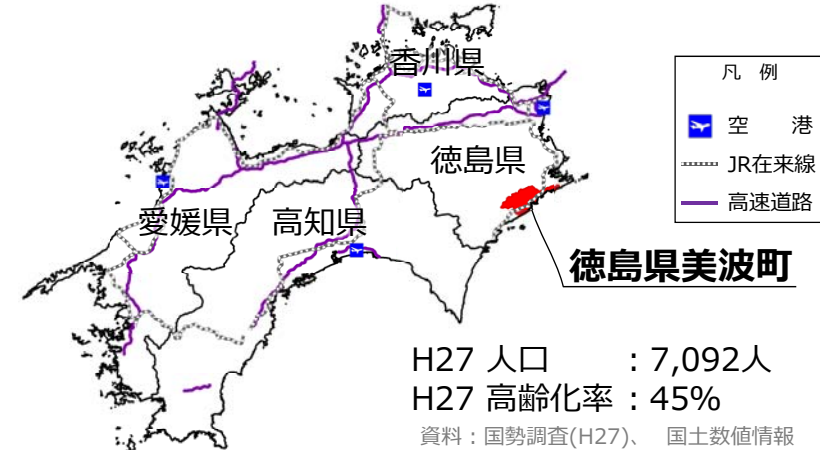 香川県
凡 例
空 港
JR在来線
高速道路
徳島県
愛媛県
高知県
徳島県美波町
H27 人口 : 7,092人
H27 高齢化率 : 45%
資料：国勢調査(H27)、 国土数値情報